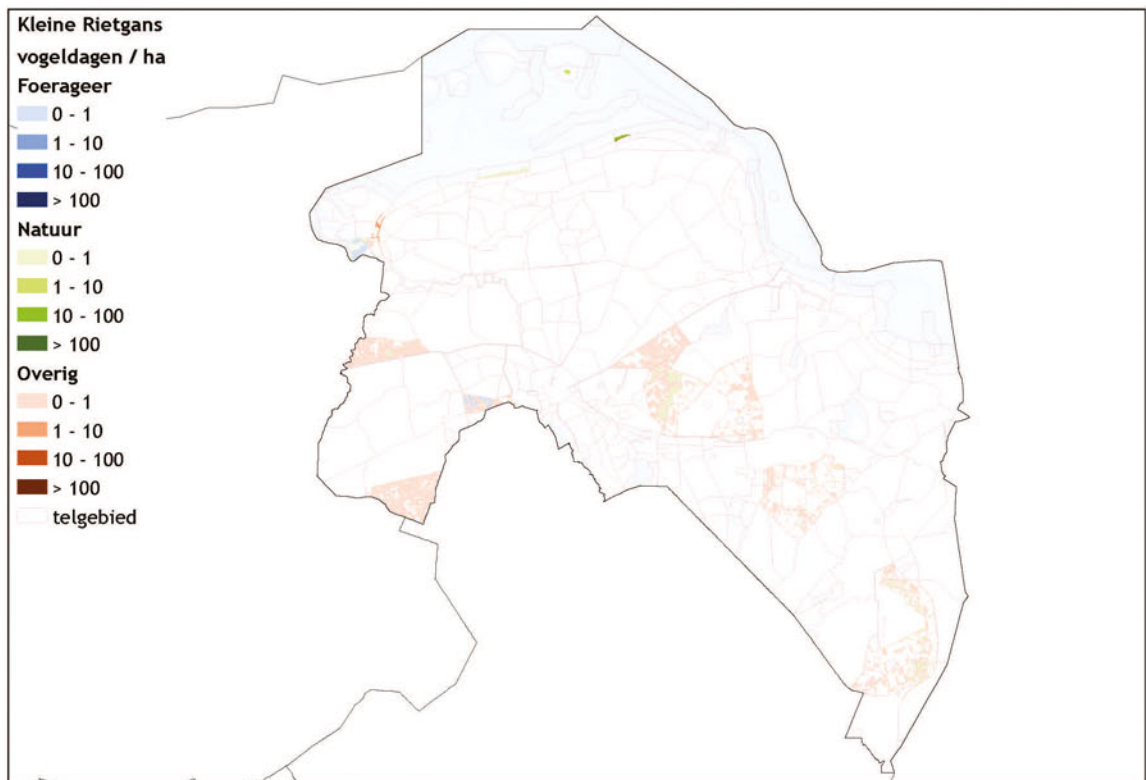 Kleine Rietgans
vogeldagen / ha
Foerageer
0 - 1
1 - 10
10 - 100
> 100
Natuur
0 - 1
1 - 10
10 - 100
> 100
Overig
0 - 1
1 - 10
10 - 100
> 100
telgebied